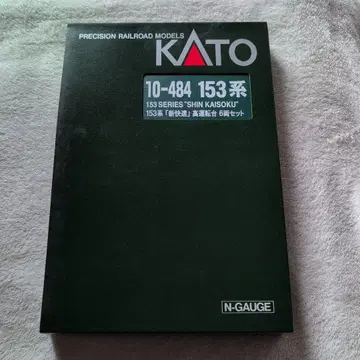 PRECISION RAILROAD MODELS
KATO
10-484 153系
153 SERIES "SHIN KAISOKU"
153系「新快速」高運転台 6両セット
N-GAUGE